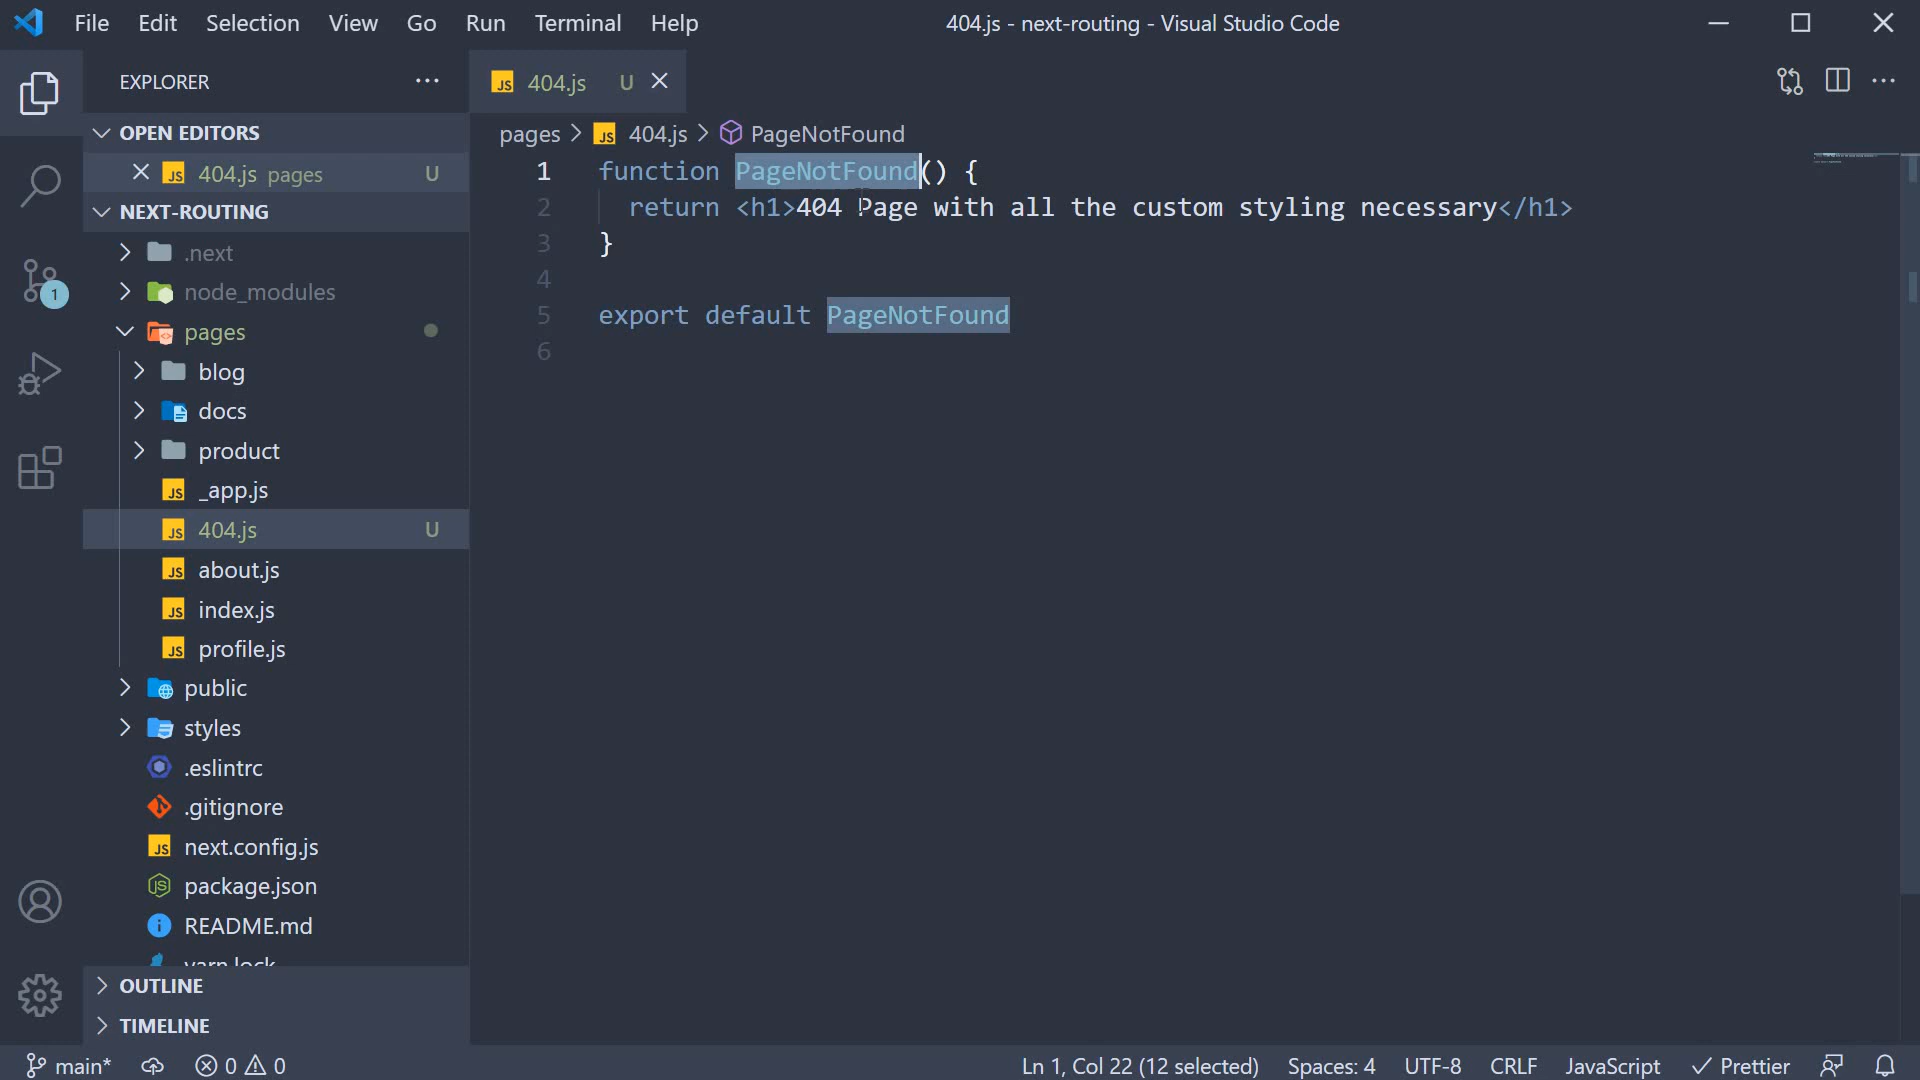 File Edit Selection View Go Run Terminal Help
404.js - next-routing - Visual Studio Code
EXPLORER
OPEN EDITORS
404.js pages U
NEXT-ROUTING
.next
node_modules
pages
blog
docs
product
_app.js
404.js U
about.js
index.js
profile.js
public
styles
.eslintrc
.gitignore
next.config.js
package.json
README.md
yarn.lock
OUTLINE
TIMELINE
1
404.js U
pages > 404.js > PageNotFound
1 function PageNotFound() {
2 return <h1>404 Page with all the custom styling necessary</h1>
3 }
4
5 export default PageNotFound
6
main* 0 0 Ln 1, Col 22 (12 selected) Spaces: 4 UTF-8 CRLF JavaScript Prettier